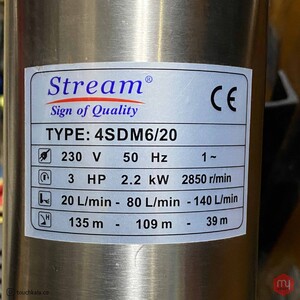 Stream®
Sign of Quality
CE
TYPE: 4SDM6/20
230 V 50 Hz 1~
3 HP 2.2 kW 2850 r/min
20 L/min - 80 L/min - 140 L/min
135 m - 109 m - 39 m
my